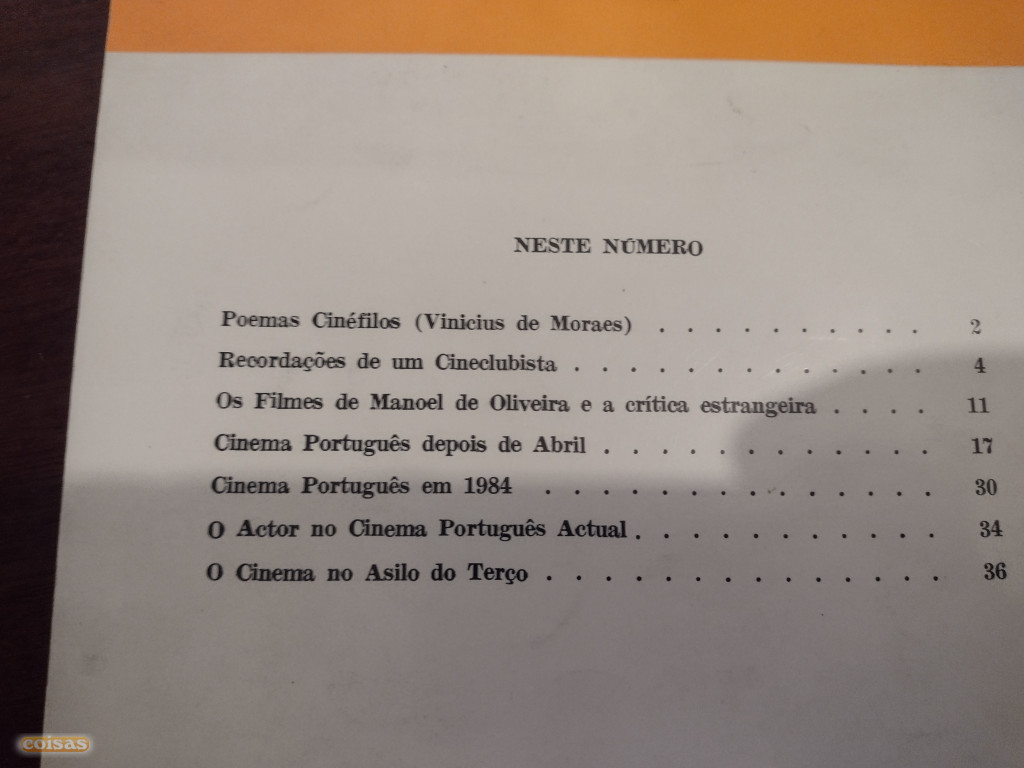 NESTE NÚMERO
Poemas Cinéfilos (Vinicius de Moraes) . . . . . . . . . . 2
Recordações de um Cineclubista . . . . . . . . . . . . . 4
Os Filmes de Manoel de Oliveira e a crítica estrangeira . . . . 11
Cinema Português depois de Abril . . . . . . . . . . . . 17
Cinema Português em 1984 . . . . . . . . . . . . . . 30
O Actor no Cinema Português Actual . . . . . . . . . . . 34
O Cinema no Asilo do Terço . . . . . . . . . . . . . . 36
coisas